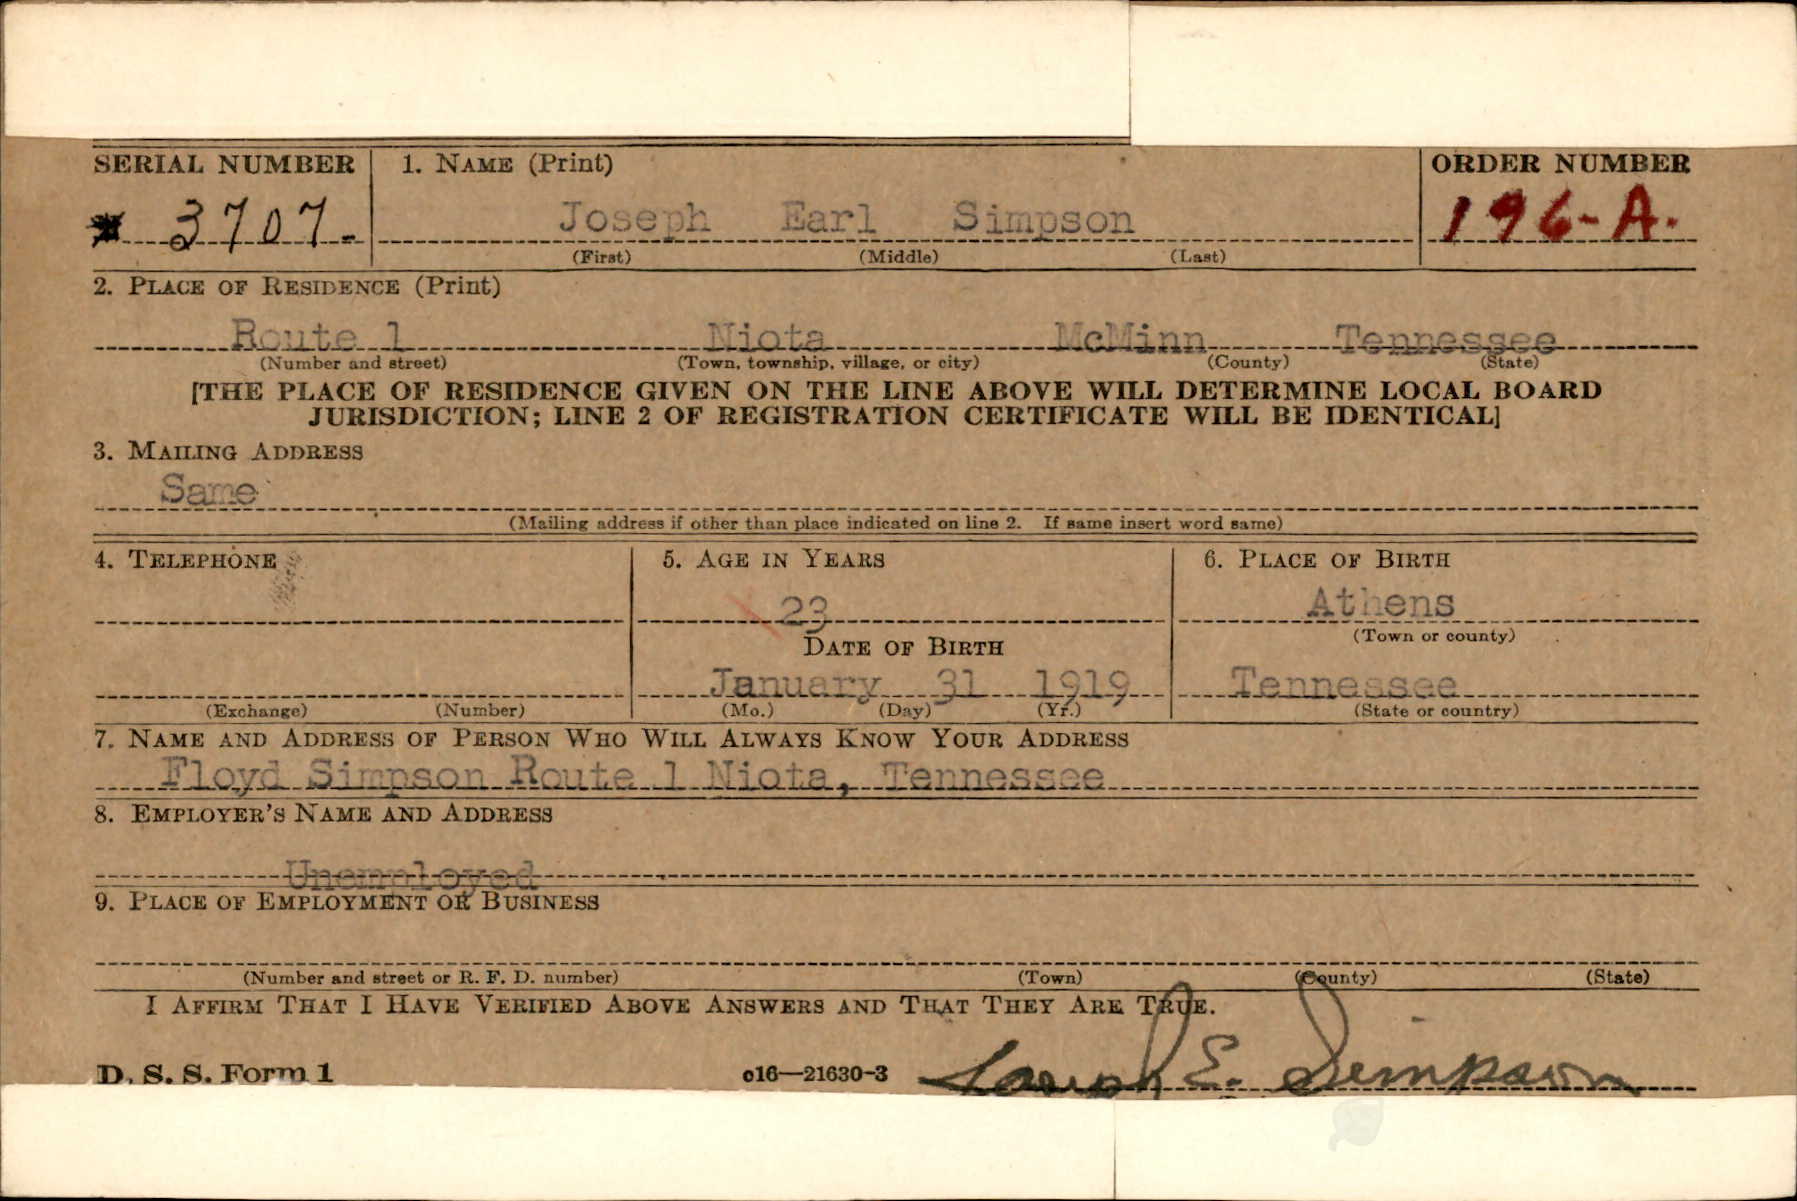 SERIAL NUMBER 1. NAME (Print) ORDER NUMBER
3707. Joseph Earl Simpson 196-A.
(First) (Middle) (Last)
2. PLACE OF RESIDENCE (Print)
Route 1 Niota McMinn Tennessee
(Number and street) (Town, township, village, or city) (County) (State)
[THE PLACE OF RESIDENCE GIVEN ON THE LINE ABOVE WILL DETERMINE LOCAL BOARD
JURISDICTION; LINE 2 OF REGISTRATION CERTIFICATE WILL BE IDENTICAL]
3. MAILING ADDRESS
Same
(Mailing address if other than place indicated on line 2. If same insert word same)
4. TELEPHONE 5. AGE IN YEARS 6. PLACE OF BIRTH
23 Athens
DATE OF BIRTH (Town or county)
January 31 1919 Tennessee
(Exchange) (Number) (Mo.) (Day) (Yr.) (State or country)
7. NAME AND ADDRESS OF PERSON WHO WILL ALWAYS KNOW YOUR ADDRESS
Floyd Simpson Route 1 Niota, Tennessee
8. EMPLOYER'S NAME AND ADDRESS
Unemployed
9. PLACE OF EMPLOYMENT OR BUSINESS
(Number and street or R. F. D. number) (Town) (County) (State)
I AFFIRM THAT I HAVE VERIFIED ABOVE ANSWERS AND THAT THEY ARE TRUE.
D. S. S. Form 1 c16—21630-3 Joseph E. Simpson